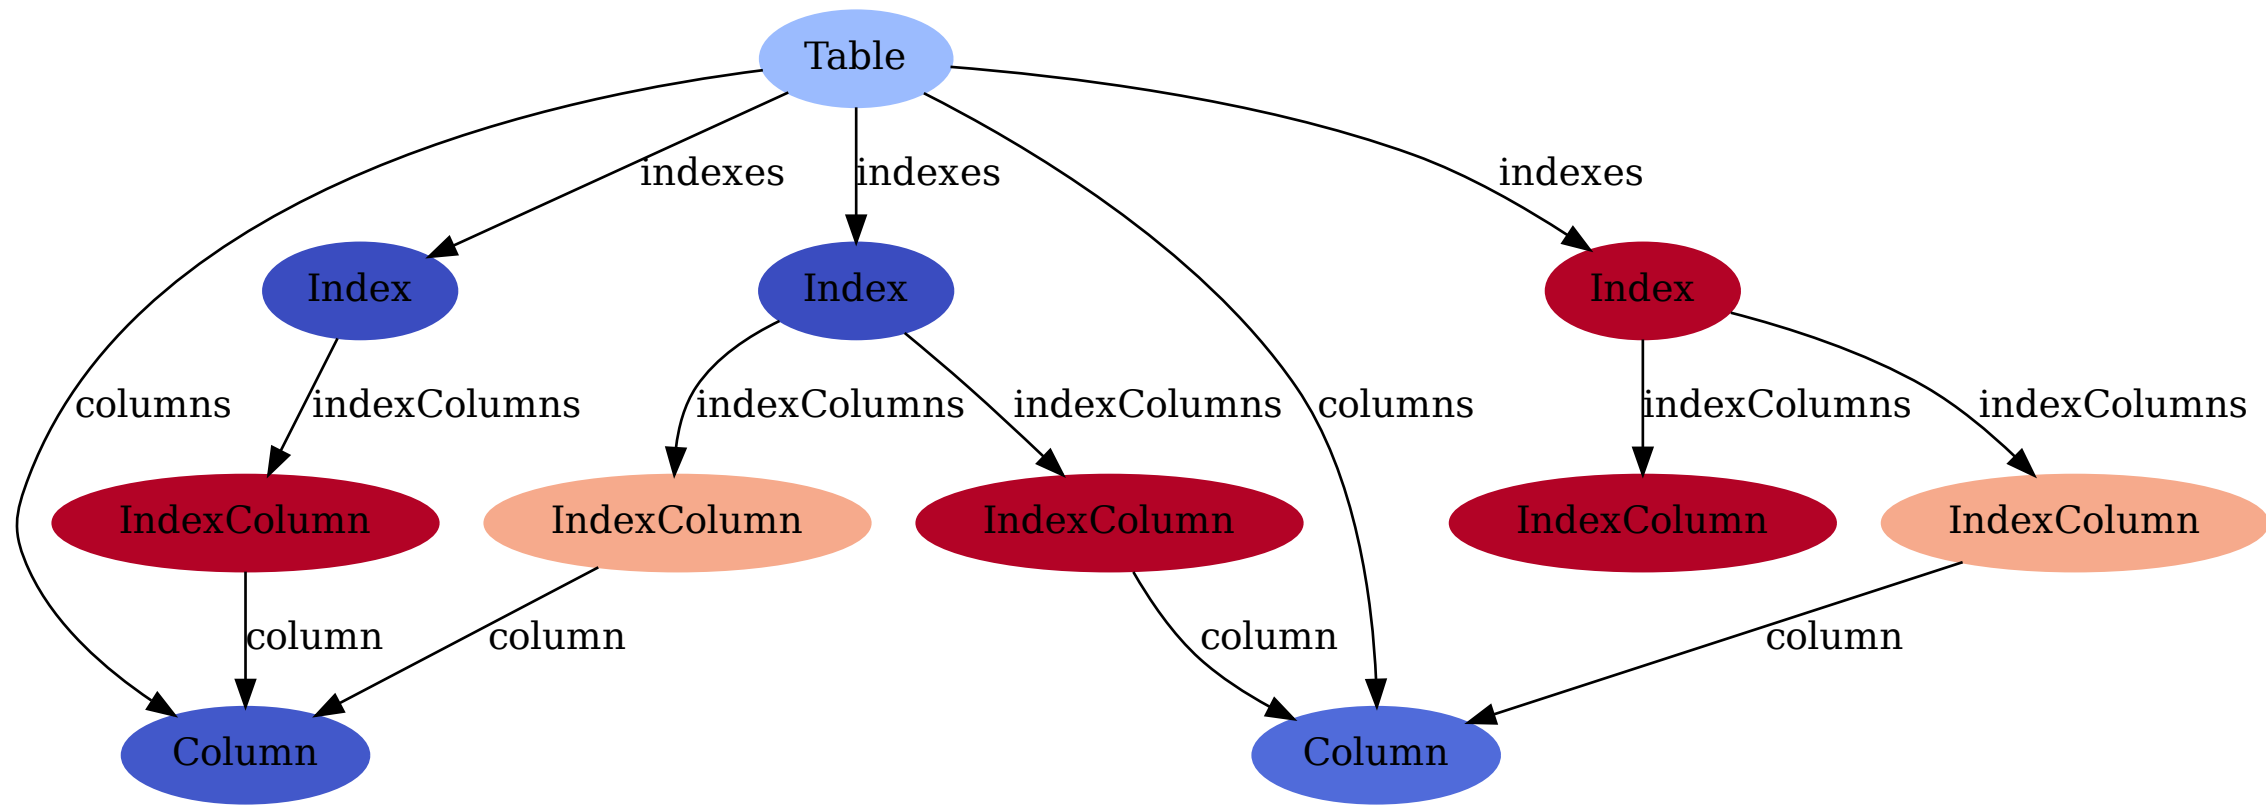 Table
indexes
indexes
indexes
Index
Index
Index
columns
indexColumns
indexColumns
indexColumns
columns
indexColumns
indexColumns
IndexColumn
IndexColumn
IndexColumn
IndexColumn
IndexColumn
column
column
column
column
Column
Column